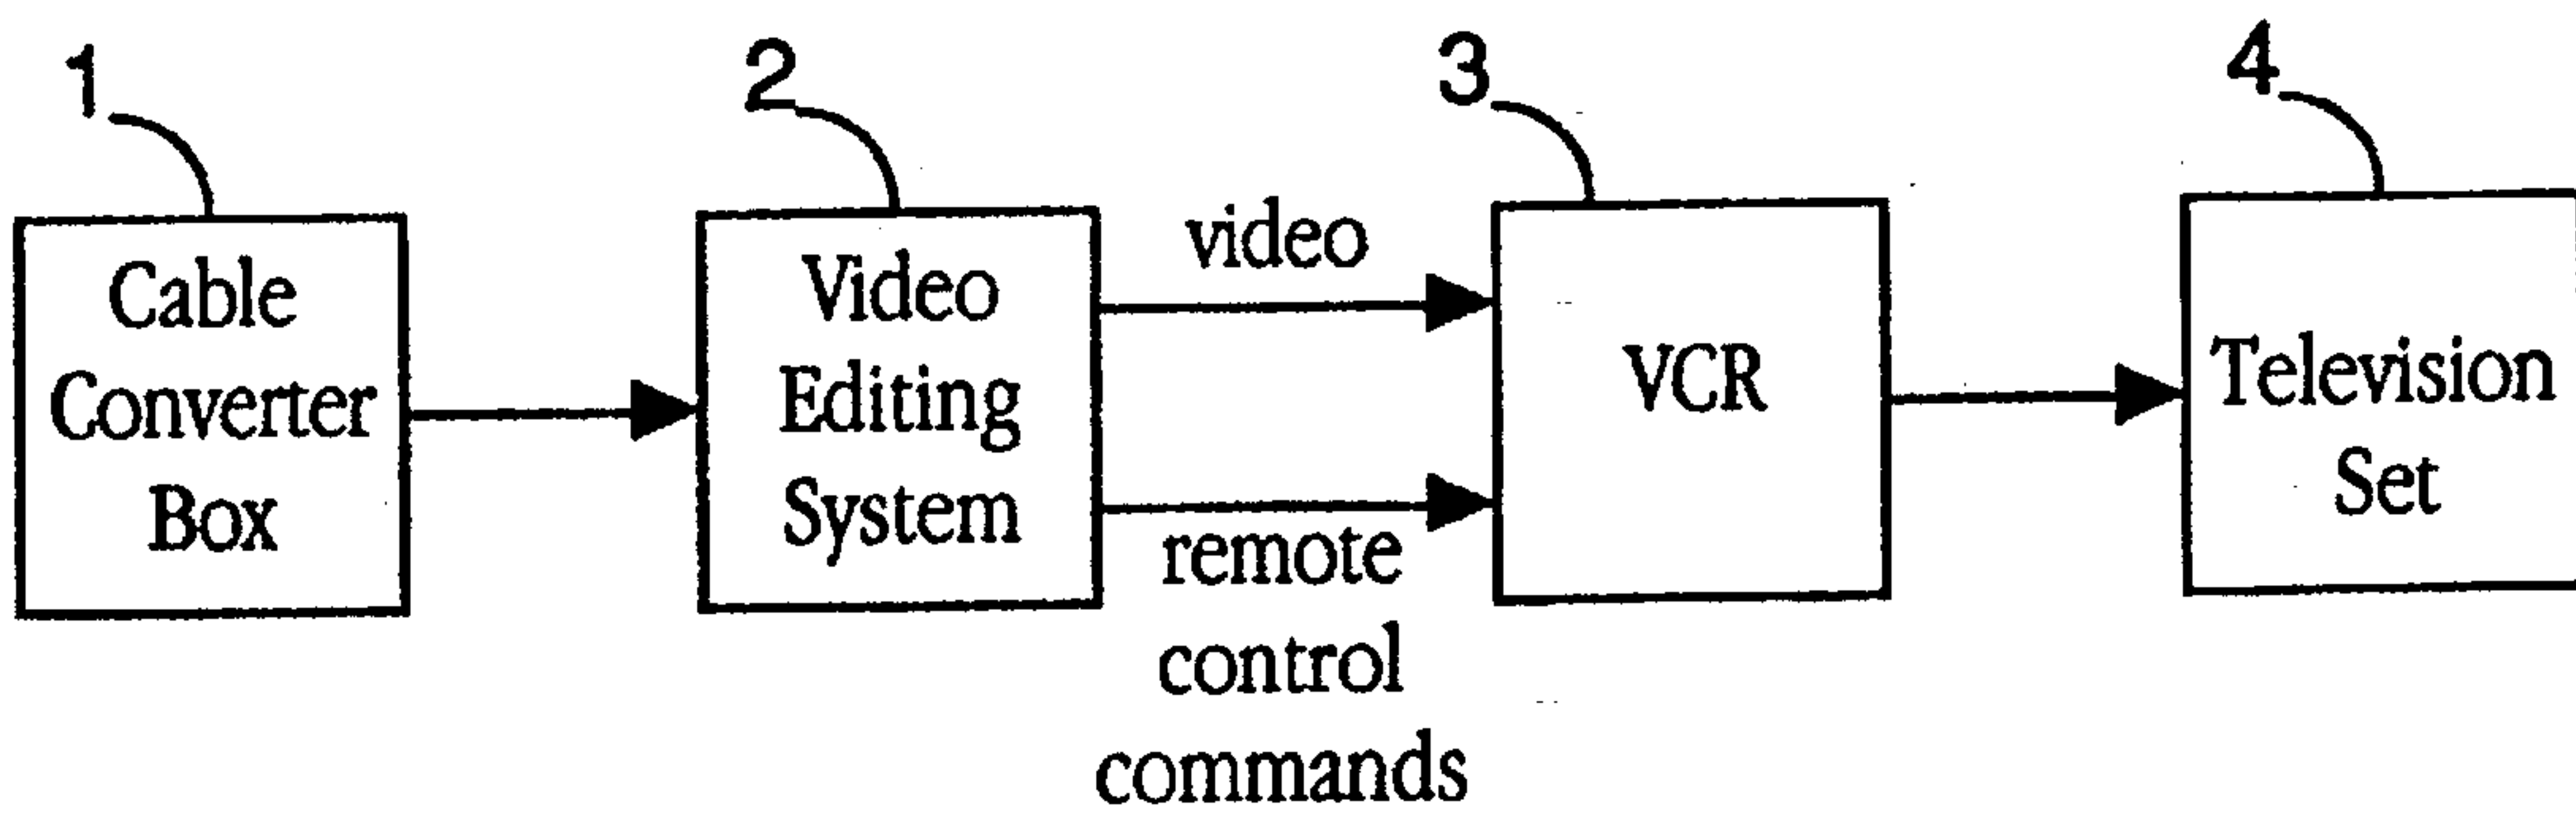 1
2
3
4
Cable
Converter
Box
Video
Editing
System
video
remote
control
commands
VCR
Television
Set